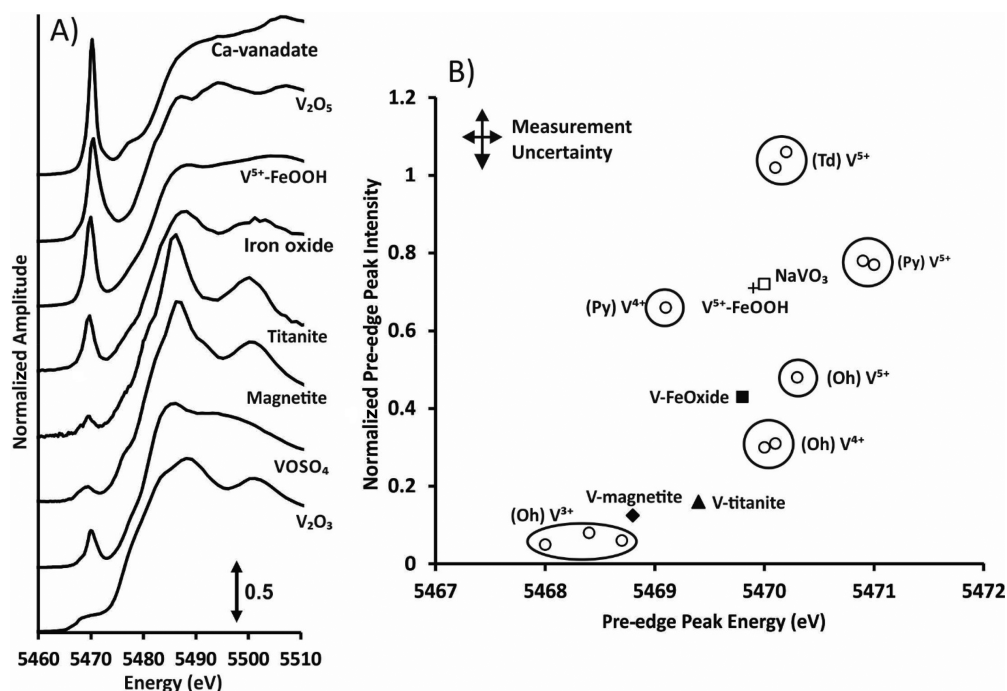 A)
Ca-vanadate
V₂O₅
V⁵⁺-FeOOH
Iron oxide
Titanite
Magnetite
VOSO₄
V₂O₃
0.5
Normalized Amplitude
5460 5470 5480 5490 5500 5510
Energy (eV)
B)
1.2
1
0.8
0.6
0.4
0.2
0
Normalized Pre-edge Peak Intensity
Measurement
Uncertainty
(Td) V⁵⁺
(Py) V⁵⁺
NaVO₃
(Py) V⁴⁺
V⁵⁺-FeOOH
(Oh) V⁵⁺
V-FeOxide
(Oh) V⁴⁺
V-magnetite
V-titanite
(Oh) V³⁺
5467 5468 5469 5470 5471 5472
Pre-edge Peak Energy (eV)